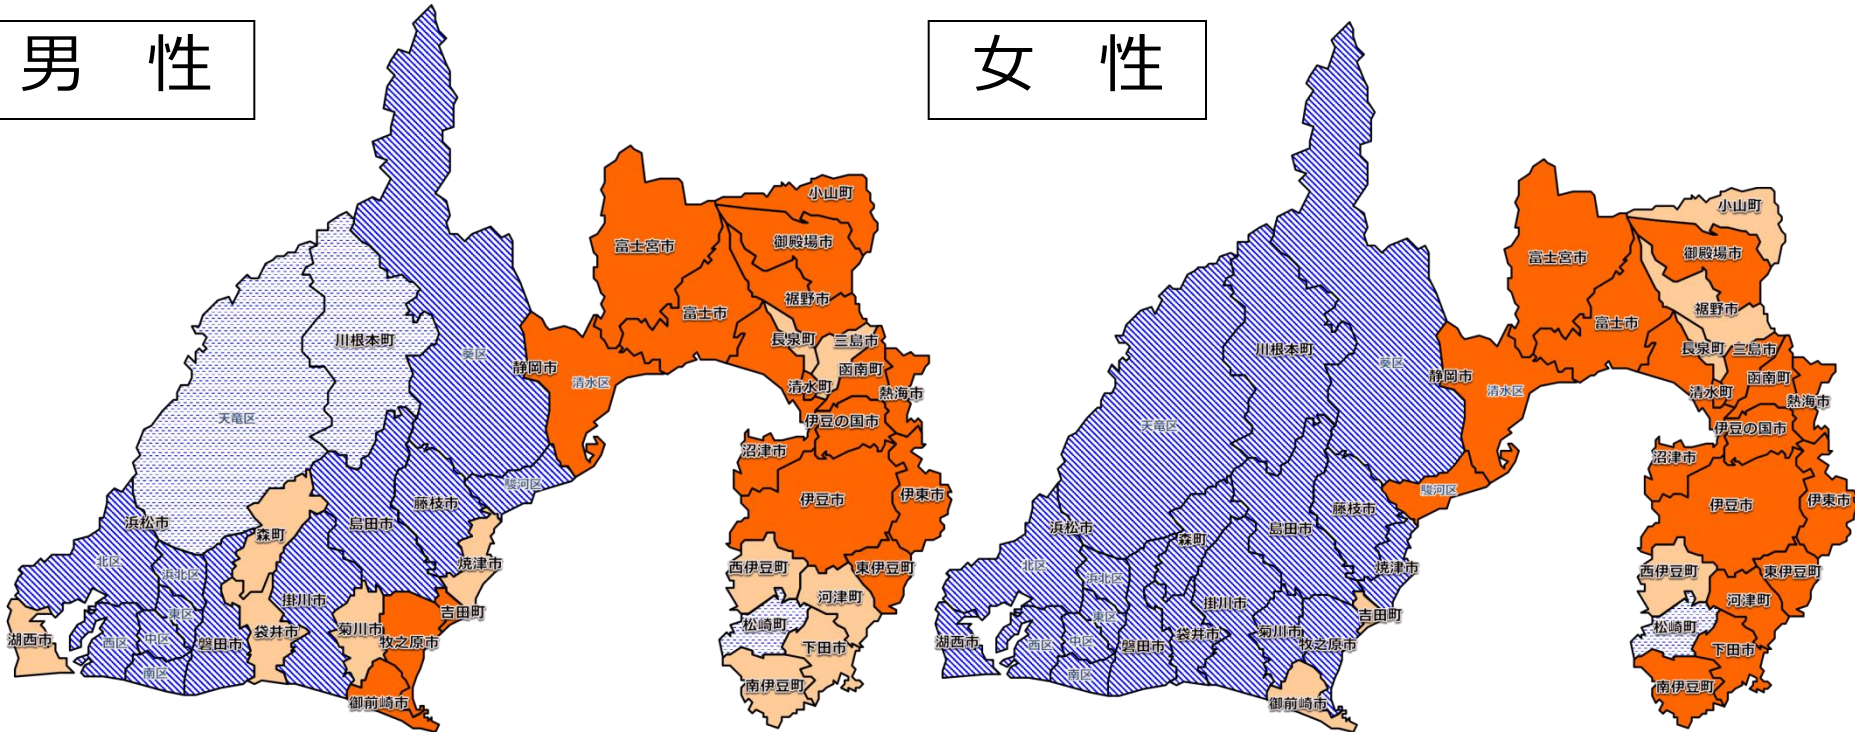 男 性
小山町
富士宮市
御殿場市
裾野市
富士市
川根本町
長泉町
三島市
葵区
静岡市
清水区
函南町
清水町
熱海市
天竜区
伊豆の国市
沼津市
駿河区
伊豆市
伊東市
藤枝市
浜松市
島田市
森町
焼津市
北区
浜北区
西伊豆町
東伊豆町
河津町
掛川市
東区
吉田町
松崎町
湖西市
西区
中区
磐田市
袋井市
菊川市
牧之原市
下田市
南区
南伊豆町
御前崎市
女 性
小山町
御殿場市
富士宮市
裾野市
富士市
川根本町
長泉町
三島市
葵区
静岡市
函南町
清水区
清水町
熱海市
天竜区
伊豆の国市
沼津市
駿河区
伊東市
伊豆市
藤枝市
浜松市
島田市
森町
北区
焼津市
西伊豆町
東伊豆町
浜北区
河津町
掛川市
東区
吉田町
松崎町
菊川市
袋井市
湖西市
西区
中区
磐田市
牧之原市
下田市
南区
南伊豆町
御前崎市